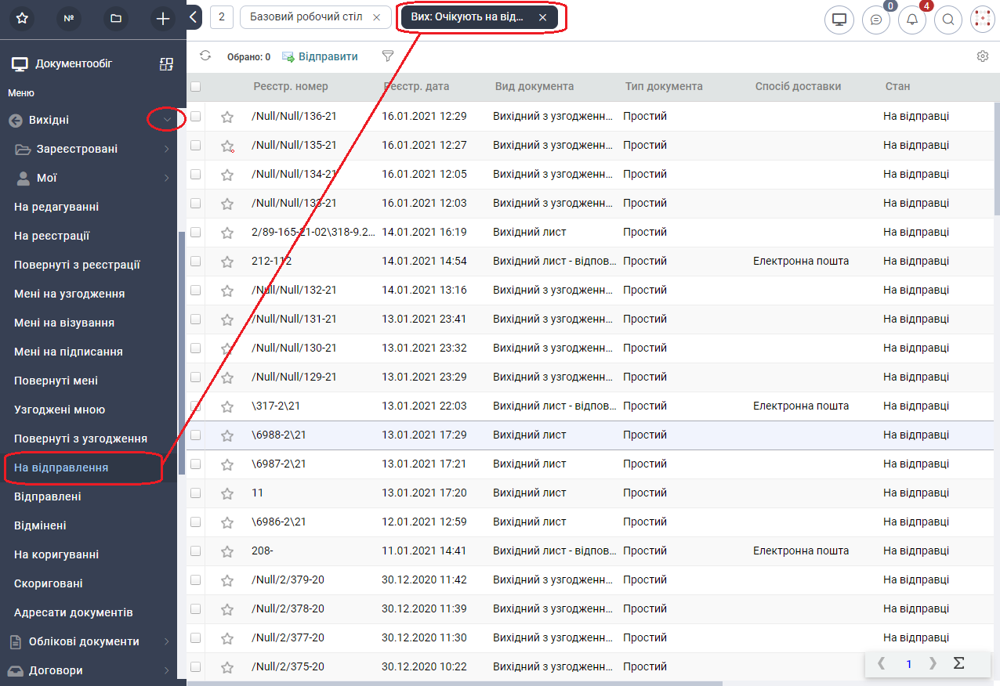 №
2
Базовий робочий стіл
Вих: Очікують на від...
0
4
Документообіг
Меню
Вихідні
Зареєстровані
Мої
На редагуванні
На реєстрації
Повернуті з реєстрації
Мені на узгодження
Мені на візування
Мені на підписання
Повернуті мені
Узгоджені мною
Повернуті з узгодження
На відправлення
Відправлені
Відмінені
На коригуванні
Скориговані
Адресати документів
Облікові документи
Договори
Обрано: 0 Відправити
Реєстр. номер Реєстр. дата Вид документа Тип документа Спосіб доставки Стан
/Null/Null/136-21 16.01.2021 12:29 Вихідний з узгодженн... Простий На відправці
/Null/Null/135-21 16.01.2021 12:27 Вихідний з узгодженн... Простий На відправці
/Null/Null/134-21 16.01.2021 12:05 Вихідний з узгодженн... Простий На відправці
/Null/Null/133-21 16.01.2021 12:03 Вихідний з узгодженн... Простий На відправці
2/89-165-21-02\318-9.2... 14.01.2021 16:19 Вихідний лист Простий На відправці
212-112 14.01.2021 14:54 Вихідний лист - відпов... Простий Електронна пошта На відправці
/Null/Null/132-21 14.01.2021 13:16 Вихідний з узгодженн... Простий На відправці
/Null/Null/131-21 13.01.2021 23:41 Вихідний з узгодженн... Простий На відправці
/Null/Null/130-21 13.01.2021 23:32 Вихідний з узгодженн... Простий На відправці
/Null/Null/129-21 13.01.2021 23:29 Вихідний з узгодженн... Простий На відправці
\317-2\21 13.01.2021 22:03 Вихідний лист - відпов... Простий Електронна пошта На відправці
\6988-2\21 13.01.2021 17:29 Вихідний лист Простий На відправці
\6987-2\21 13.01.2021 17:21 Вихідний лист Простий На відправці
11 13.01.2021 17:20 Вихідний лист Простий На відправці
\6986-2\21 12.01.2021 12:59 Вихідний лист Простий На відправці
208- 11.01.2021 14:41 Вихідний лист - відпов... Простий Електронна пошта На відправці
/Null/2/379-20 30.12.2020 11:42 Вихідний з узгодженн... Простий На відправці
/Null/2/378-20 30.12.2020 11:39 Вихідний з узгодженн... Простий На відправці
/Null/2/377-20 30.12.2020 11:30 Вихідний з узгодженн... Простий На відправці
/Null/2/375-20 30.12.2020 10:22 Вихідний з узгодженн... Простий
1 Σ